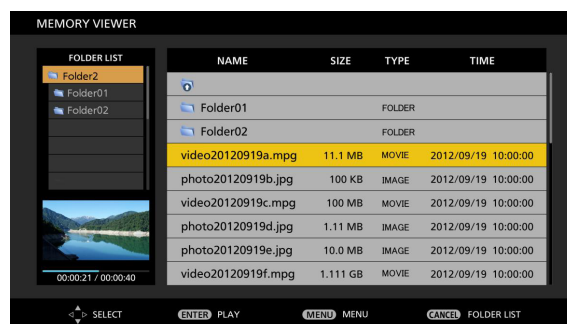 MEMORY VIEWER
FOLDER LIST
Folder2
Folder01
Folder02
00:00:21 / 00:00:40
NAME SIZE TYPE TIME
Folder01 FOLDER
Folder02 FOLDER
video20120919a.mpg 11.1 MB MOVIE 2012/09/19 10:00:00
photo20120919b.jpg 100 KB IMAGE 2012/09/19 10:00:00
video20120919c.mpg 100 MB MOVIE 2012/09/19 10:00:00
photo20120919d.jpg 1.11 MB IMAGE 2012/09/19 10:00:00
photo20120919e.jpg 10.0 MB IMAGE 2012/09/19 10:00:00
video20120919f.mpg 1.111 GB MOVIE 2012/09/19 10:00:00
SELECT ENTER PLAY MENU MENU CANCEL FOLDER LIST